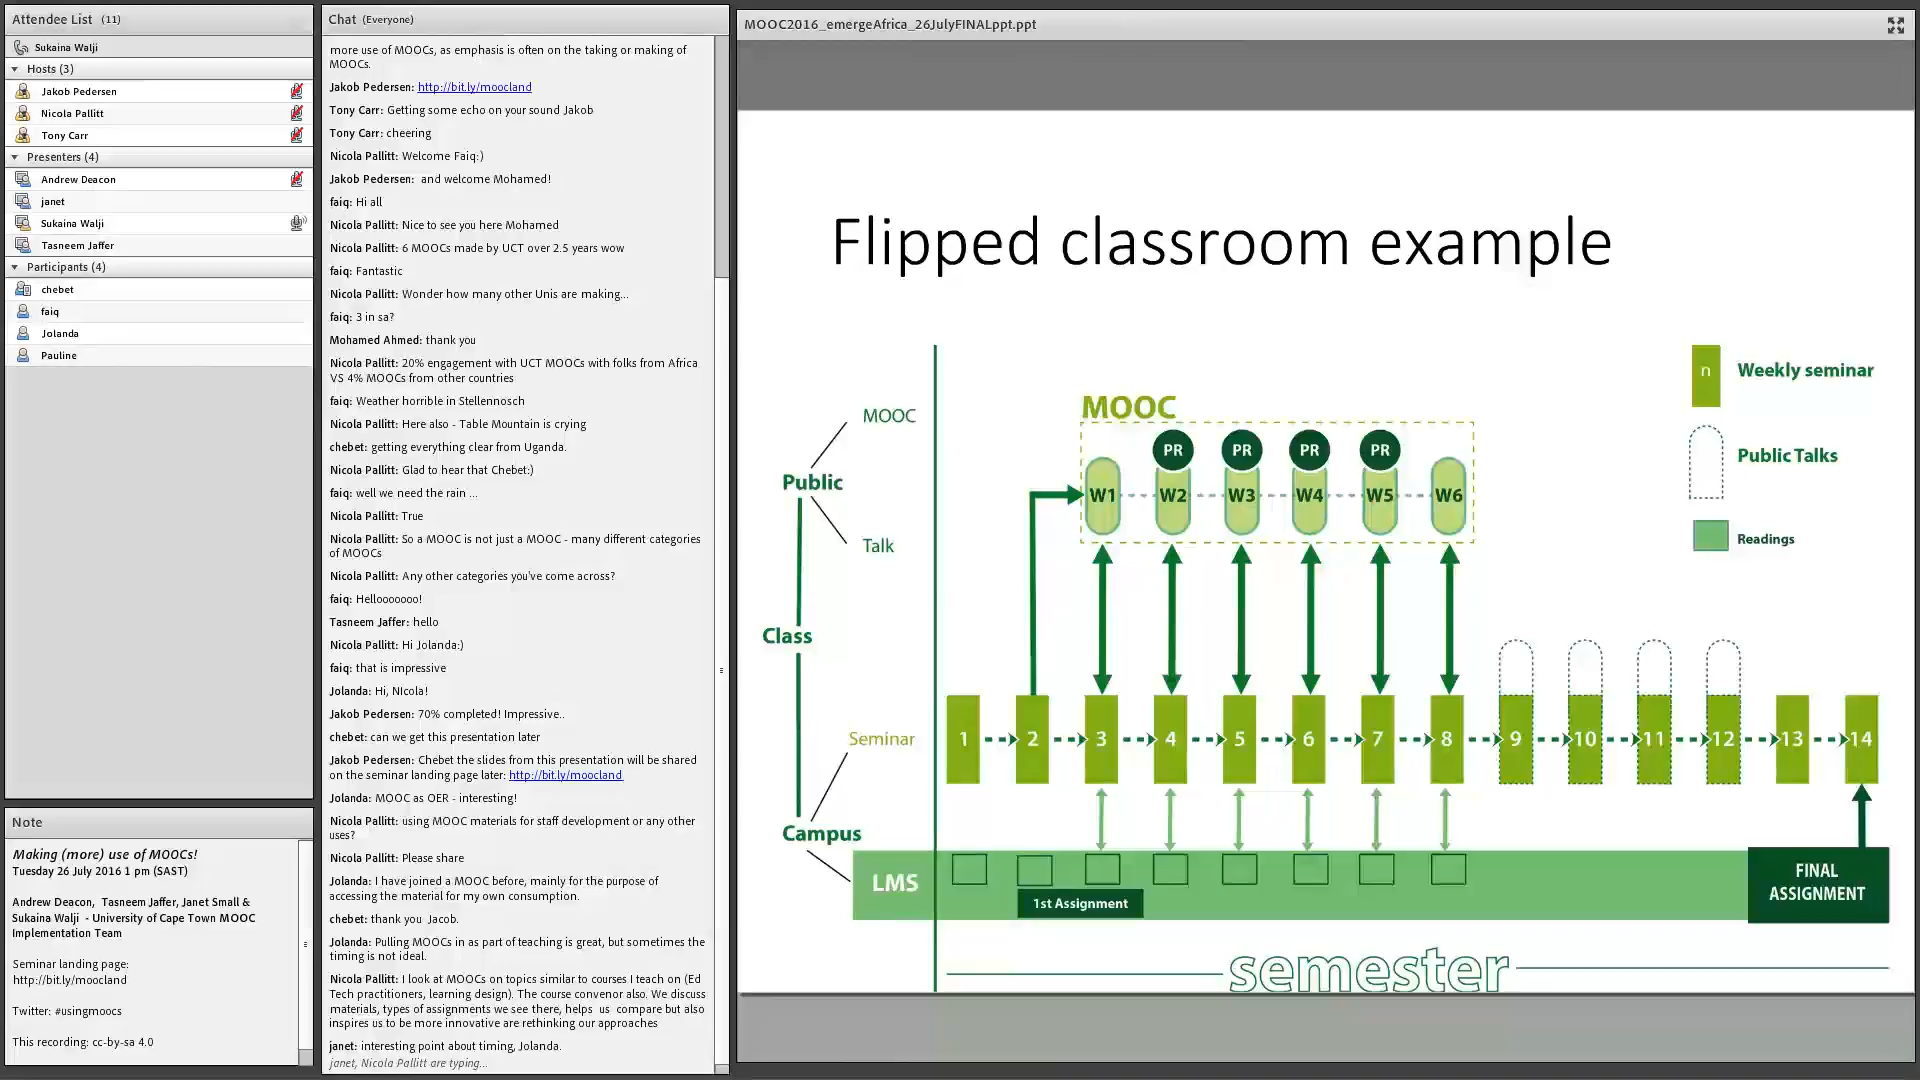 Attendee List (11)
Sukaina Walji
Hosts (3)
Jakob Pedersen
Nicola Pallitt
Tony Carr
Presenters (4)
Andrew Deacon
janet
Sukaina Walji
Tasneem Jaffer
Participants (4)
chebet
faiq
Jolanda
Pauline
Note
Making (more) use of MOOCs!
Tuesday 26 July 2016 1 pm (SAST)
Andrew Deacon, Tasneem Jaffer, Janet Small &
Sukaina Walji - University of Cape Town MOOC
Implementation Team
Seminar landing page:
http://bit.ly/moocland
Twitter: #usingmoocs
This recording: cc-by-sa 4.0
Chat (Everyone)
more use of MOOCs, as emphasis is often on the taking or making of
MOOCs.
Jakob Pedersen: http://bit.ly/moocland
Tony Carr: Getting some echo on your sound Jakob
Tony Carr: cheering
Nicola Pallitt: Welcome Faiq:)
Jakob Pedersen: and welcome Mohamed!
faiq: Hi all
Nicola Pallitt: Nice to see you here Mohamed
Nicola Pallitt: 6 MOOCs made by UCT over 2.5 years wow
faiq: Fantastic
Nicola Pallitt: Wonder how many other Unis are making...
faiq: 3 in sa?
Mohamed Ahmed: thank you
Nicola Pallitt: 20% engagement with UCT MOOCs with folks from Africa
VS 4% MOOCs from other countries
faiq: Weather horrible in Stellennosch
Nicola Pallitt: Here also - Table Mountain is crying
chebet: getting everything clear from Uganda.
Nicola Pallitt: Glad to hear that Chebet:)
faiq: well we need the rain ...
Nicola Pallitt: True
Nicola Pallitt: So a MOOC is not just a MOOC - many different categories
of MOOCs
Nicola Pallitt: Any other categories you've come across?
faiq: Hellooooooo!
Tasneem Jaffer: hello
Nicola Pallitt: Hi Jolanda:)
faiq: that is impressive
Jolanda: Hi, NIcola!
Jakob Pedersen: 70% completed! Impressive..
chebet: can we get this presentation later
Jakob Pedersen: Chebet the slides from this presentation will be shared
on the seminar landing page later: http://bit.ly/moocland
Jolanda: MOOC as OER - interesting!
Nicola Pallitt: using MOOC materials for staff development or any other
uses?
Nicola Pallitt: Please share
Jolanda: I have joined a MOOC before, mainly for the purpose of
accessing the material for my own consumption.
chebet: thank you Jacob.
Jolanda: Pulling MOOCs in as part of teaching is great, but sometimes the
timing is not ideal.
Nicola Pallitt: I look at MOOCs on topics similar to courses I teach on (Ed
Tech practitioners, learning design). The course convenor also. We discuss
materials, types of assignments we see there, helps us compare but also
inspires us to be more innovative are rethinking our approaches
janet: interesting point about timing, Jolanda.
janet, Nicola Pallitt are typing...
MOOC2016_emergeAfrica_26JulyFINALppt.ppt
Flipped classroom example
n Weekly seminar
Public Talks
Readings
MOOC
Public
Talk
Class
Seminar
Campus
LMS
MOOC
PR PR PR PR
W1 W2 W3 W4 W5 W6
1 2 3 4 5 6 7 8 9 10 11 12 13 14
1st Assignment
FINAL
ASSIGNMENT
semester